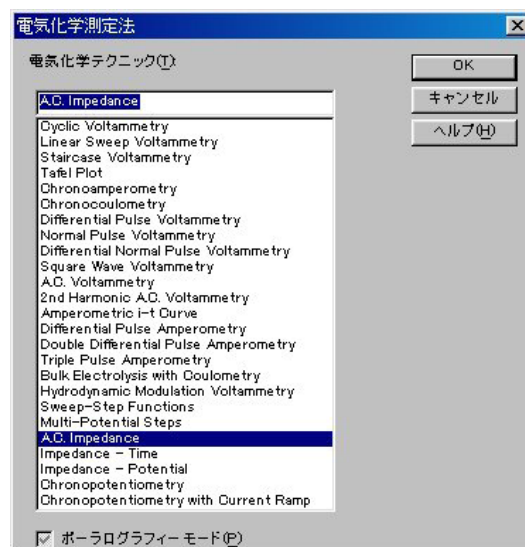 電気化学測定法
電気化学テクニック(T)
A.C. Impedance
Cyclic Voltammetry
Linear Sweep Voltammetry
Staircase Voltammetry
Tafel Plot
Chronoamperometry
Chronocoulometry
Differential Pulse Voltammetry
Normal Pulse Voltammetry
Differential Normal Pulse Voltammetry
Square Wave Voltammetry
A.C. Voltammetry
2nd Harmonic A.C. Voltammetry
Amperometric i-t Curve
Differential Pulse Amperometry
Double Differential Pulse Amperometry
Triple Pulse Amperometry
Bulk Electrolysis with Coulometry
Hydrodynamic Modulation Voltammetry
Sweep-Step Functions
Multi-Potential Steps
A.C. Impedance
Impedance - Time
Impedance - Potential
Chronopotentiometry
Chronopotentiometry with Current Ramp
ポーラログラフィーモード(P)
OK
キャンセル
ヘルプ(H)